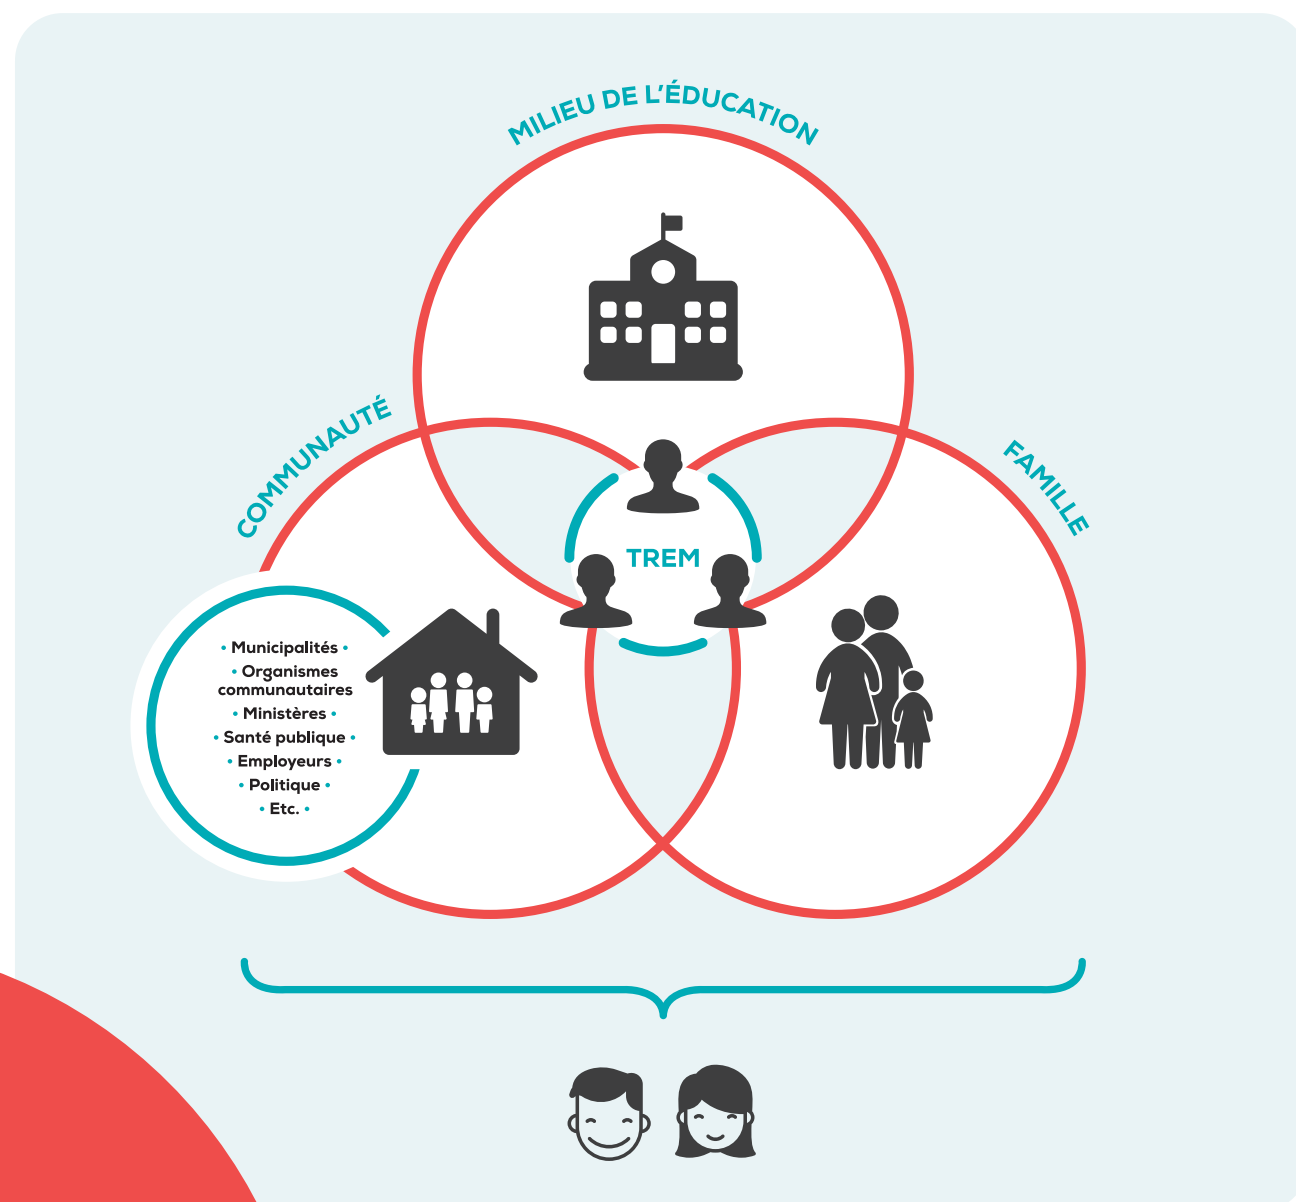 MILIEU DE L'ÉDUCATION
COMMUNAUTÉ
FAMILLE
TREM
• Municipalités •
• Organismes
communautaires
• Ministères •
• Santé publique •
• Employeurs •
• Politique •
• Etc. •